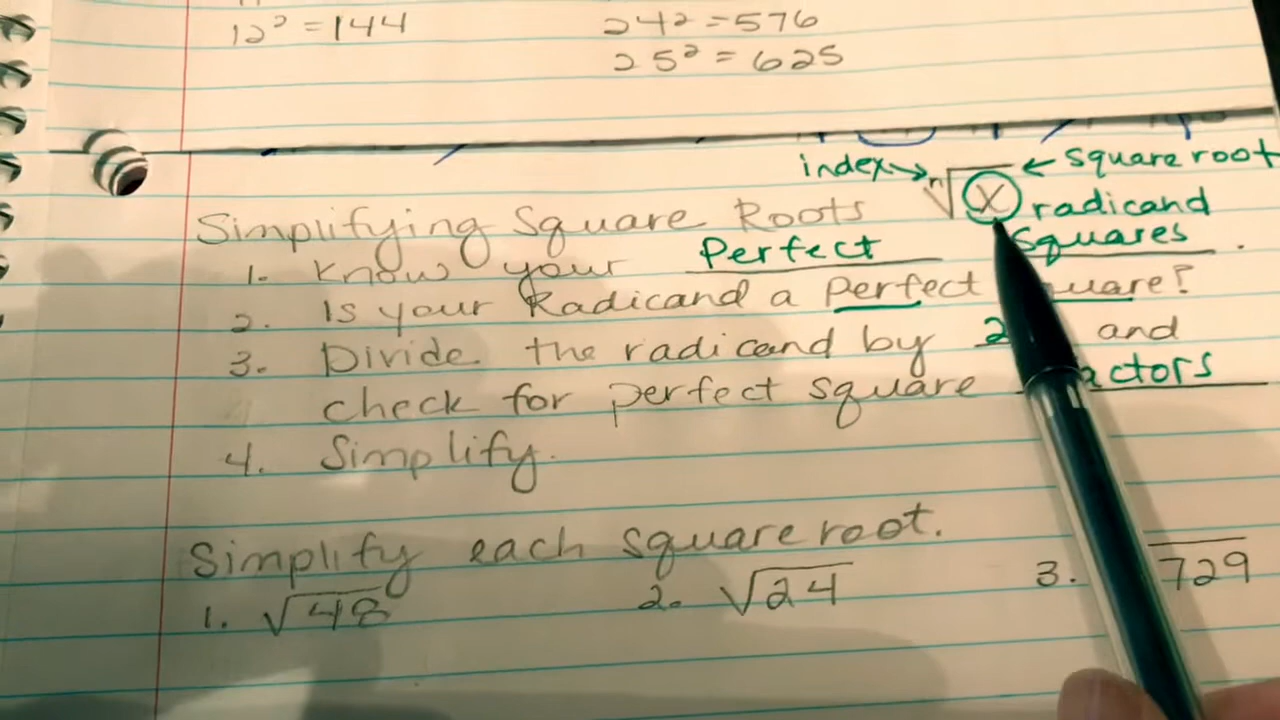 12² = 144
24² = 576
25² = 625
index→ ← square root
ⁿ√x radicand
Simplifying Square Roots
1. Know your Perfect Squares.
2. Is your Radicand a perfect uare?
3. Divide the radicand by 2 and
check for perfect square actors
4. Simplify.
Simplify each square root.
1. √48 2. √24 3. 729